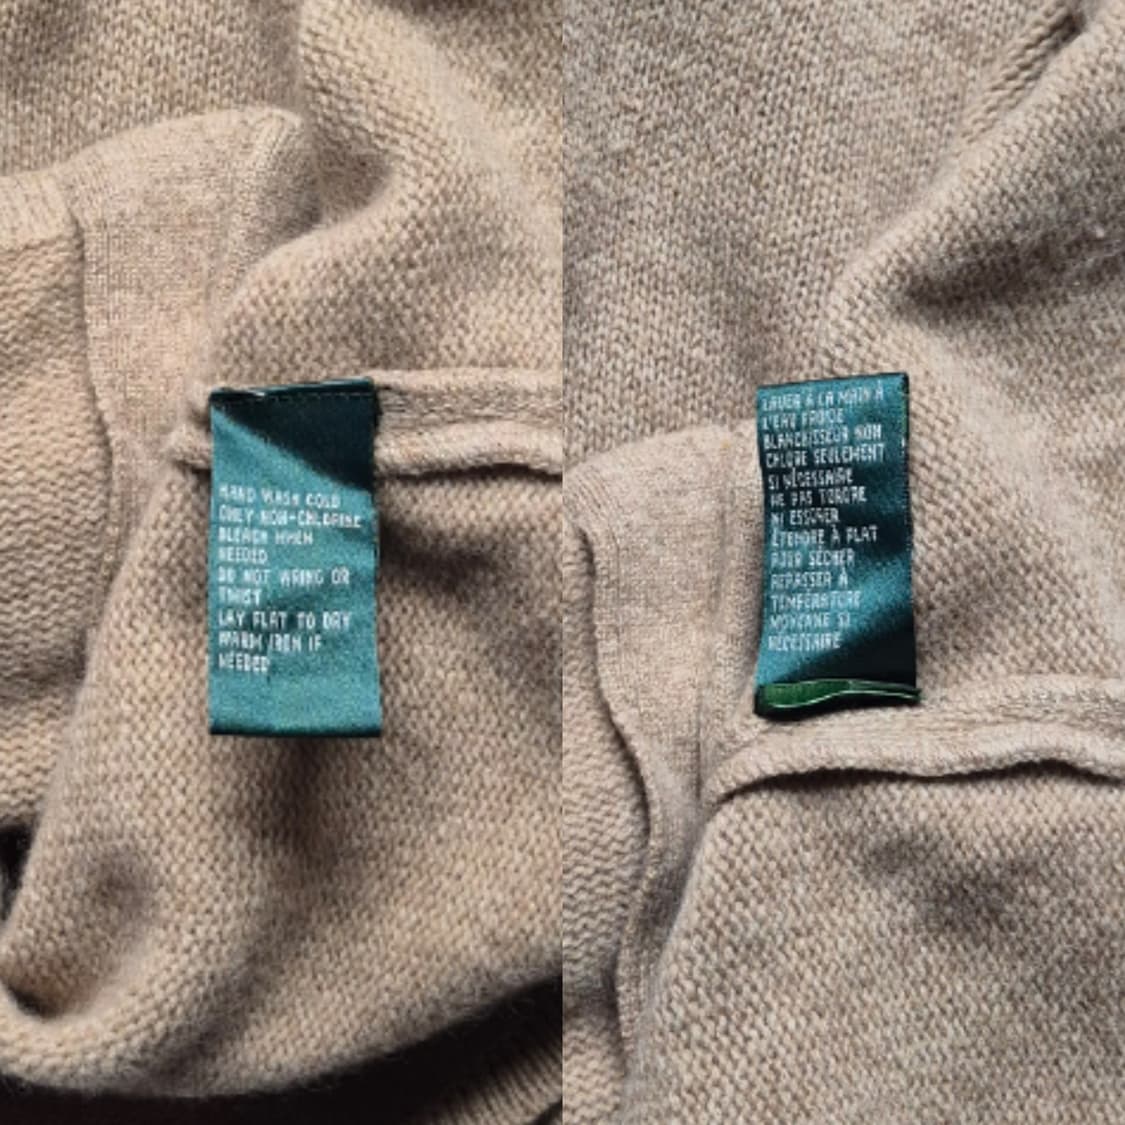 HAND WASH COLD
ONLY NON-CHLORINE
BLEACH WHEN
NEEDED
DO NOT WRING OR
TWIST
LAY FLAT TO DRY
WARM IRON IF
NEEDED
LAVER À LA MAIN À
L'EAU FROIDE
BLANCHISSEUR NON
CHLORE SEULEMENT
SI NÉCESSAIRE
NE PAS TORDRE
NI ESSORER
ÉTENDRE À PLAT
POUR SÉCHER
REPASSER À
TEMPÉRATURE
MOYENNE SI
NÉCESSAIRE